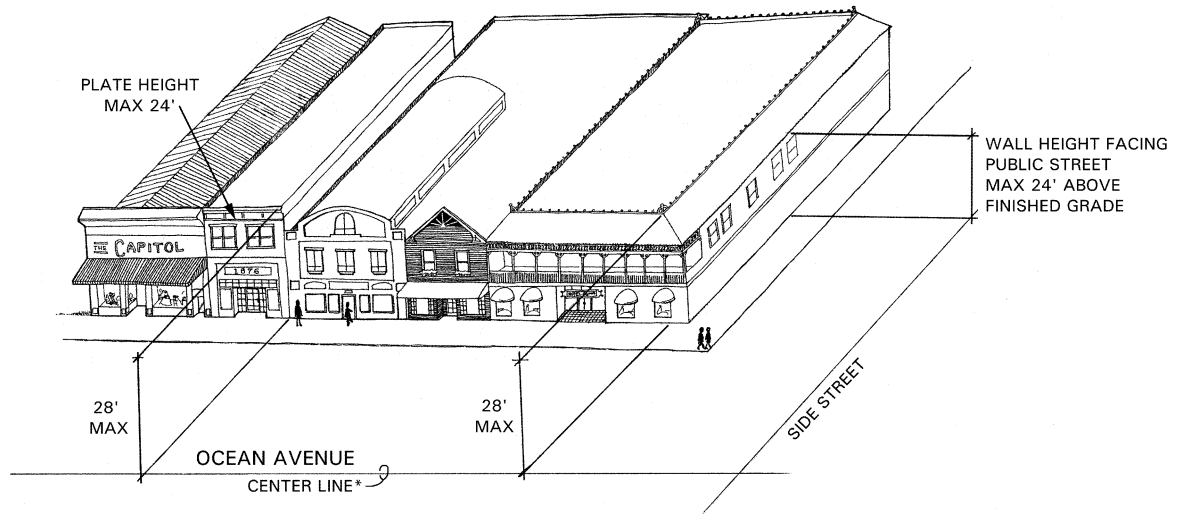 PLATE HEIGHT
MAX 24'
THE CAPITOL
1876
WALL HEIGHT FACING
PUBLIC STREET
MAX 24' ABOVE
FINISHED GRADE
28'
MAX
28'
MAX
SIDE STREET
OCEAN AVENUE
CENTER LINE*